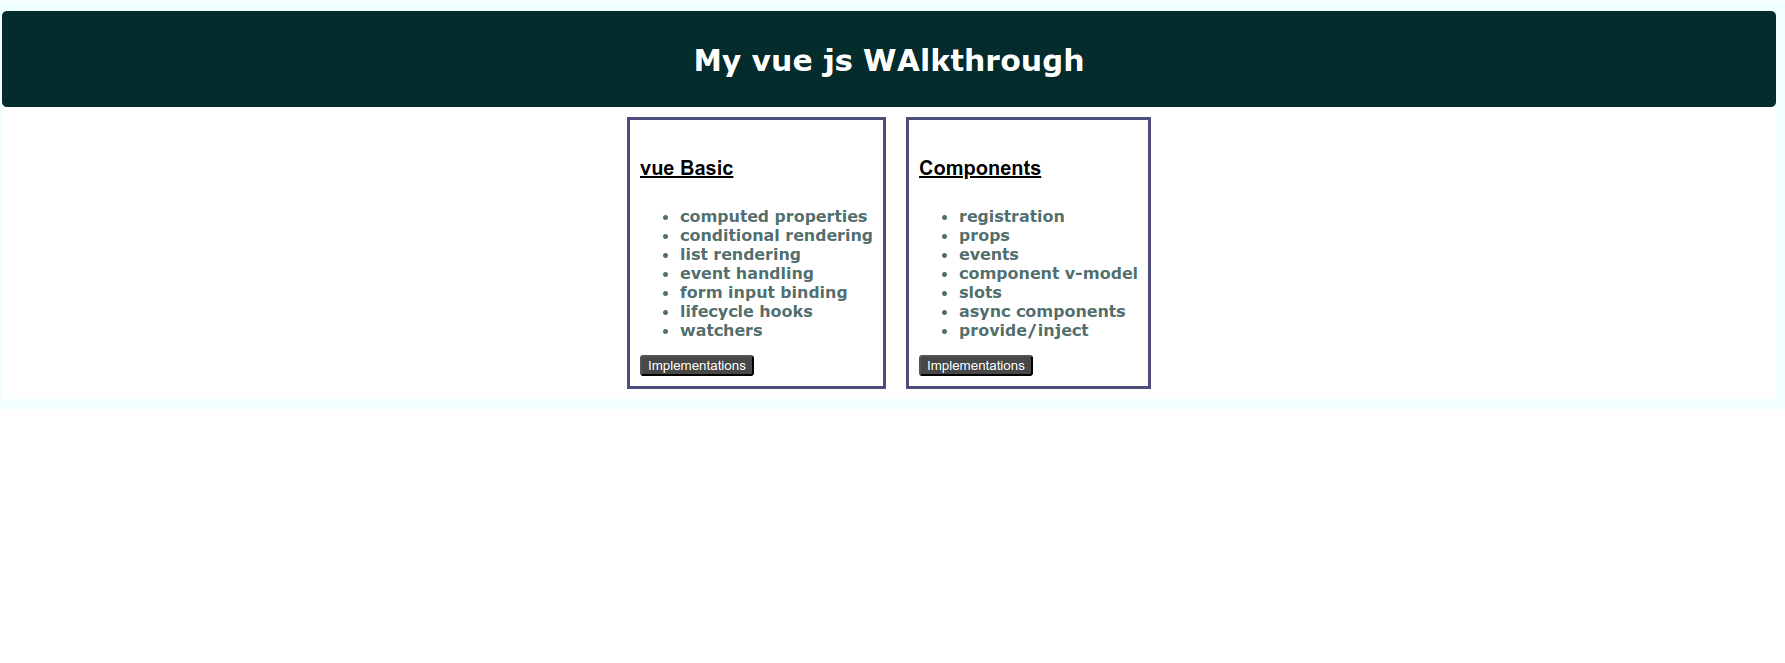 My vue js WAlkthrough
vue Basic
computed properties
conditional rendering
list rendering
event handling
form input binding
lifecycle hooks
watchers
Implementations
Components
registration
props
events
component v-model
slots
async components
provide/inject
Implementations